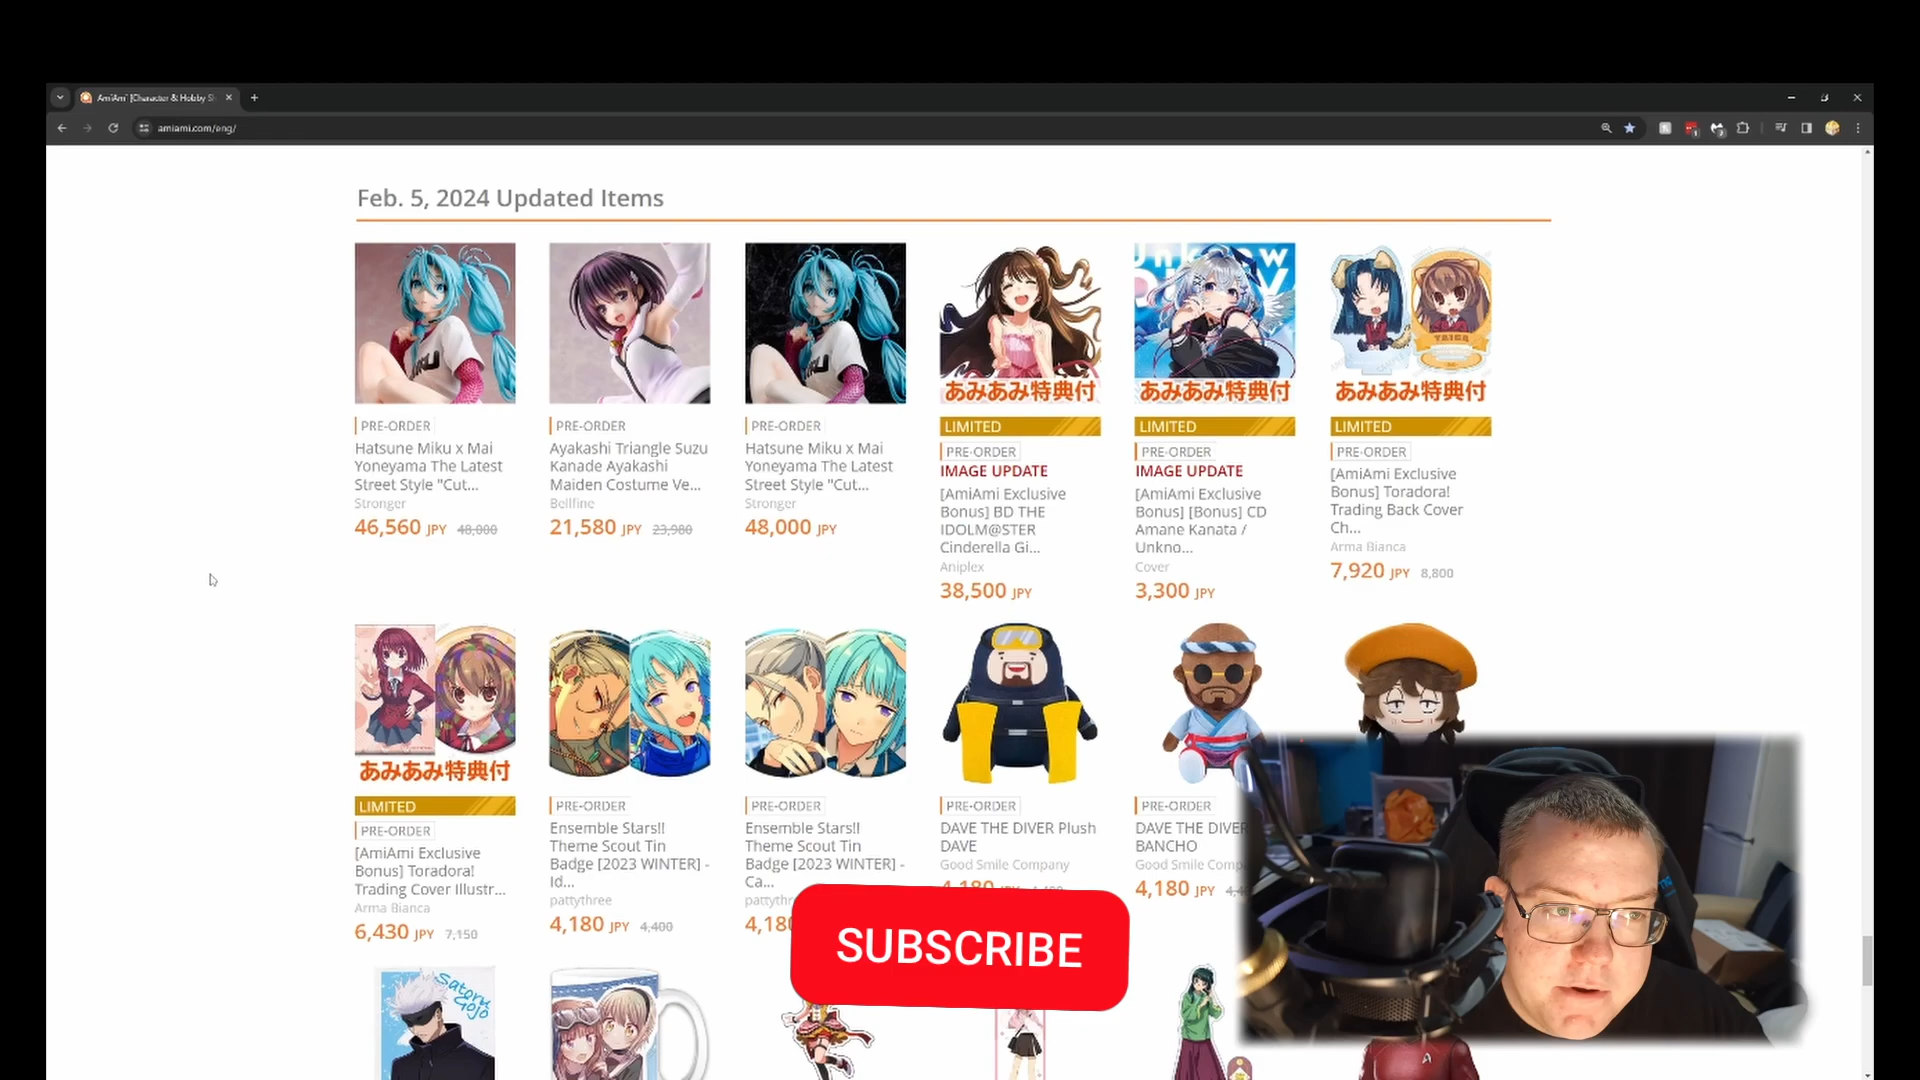 AmiAmi [Character & Hobby Sh
amiami.com/eng/
Feb. 5, 2024 Updated Items
PRE-ORDER
Hatsune Miku x Mai
Yoneyama The Latest
Street Style "Cut...
Stronger
46,560 JPY 48,000
PRE-ORDER
Ayakashi Triangle Suzu
Kanade Ayakashi
Maiden Costume Ve...
Bellfine
21,580 JPY 23,980
PRE-ORDER
Hatsune Miku x Mai
Yoneyama The Latest
Street Style "Cut...
Stronger
48,000 JPY
あみあみ特典付
LIMITED
PRE-ORDER
IMAGE UPDATE
[AmiAmi Exclusive
Bonus] BD THE
IDOLM@STER
Cinderella Gi...
Aniplex
38,500 JPY
あみあみ特典付
LIMITED
PRE-ORDER
IMAGE UPDATE
[AmiAmi Exclusive
Bonus] [Bonus] CD
Amane Kanata /
Unkno...
Cover
3,300 JPY
TAIGA
あみあみ特典付
LIMITED
PRE-ORDER
[AmiAmi Exclusive
Bonus] Toradora!
Trading Back Cover
Ch...
Arma Bianca
7,920 JPY 8,800
あみあみ特典付
LIMITED
PRE-ORDER
[AmiAmi Exclusive
Bonus] Toradora!
Trading Cover Illustr...
Arma Bianca
6,430 JPY 7,150
PRE-ORDER
Ensemble Stars!!
Theme Scout Tin
Badge [2023 WINTER] -
Id...
pattythree
4,180 JPY 4,400
PRE-ORDER
Ensemble Stars!!
Theme Scout Tin
Badge [2023 WINTER] -
Ca...
pattythr
4,180
PRE-ORDER
DAVE THE DIVER Plush
DAVE
Good Smile Company
4,180 JPY 4,400
PRE-ORDER
DAVE THE DIVER
BANCHO
Good Smile Comp
4,180 JPY
SUBSCRIBE
Satoru
Gojo